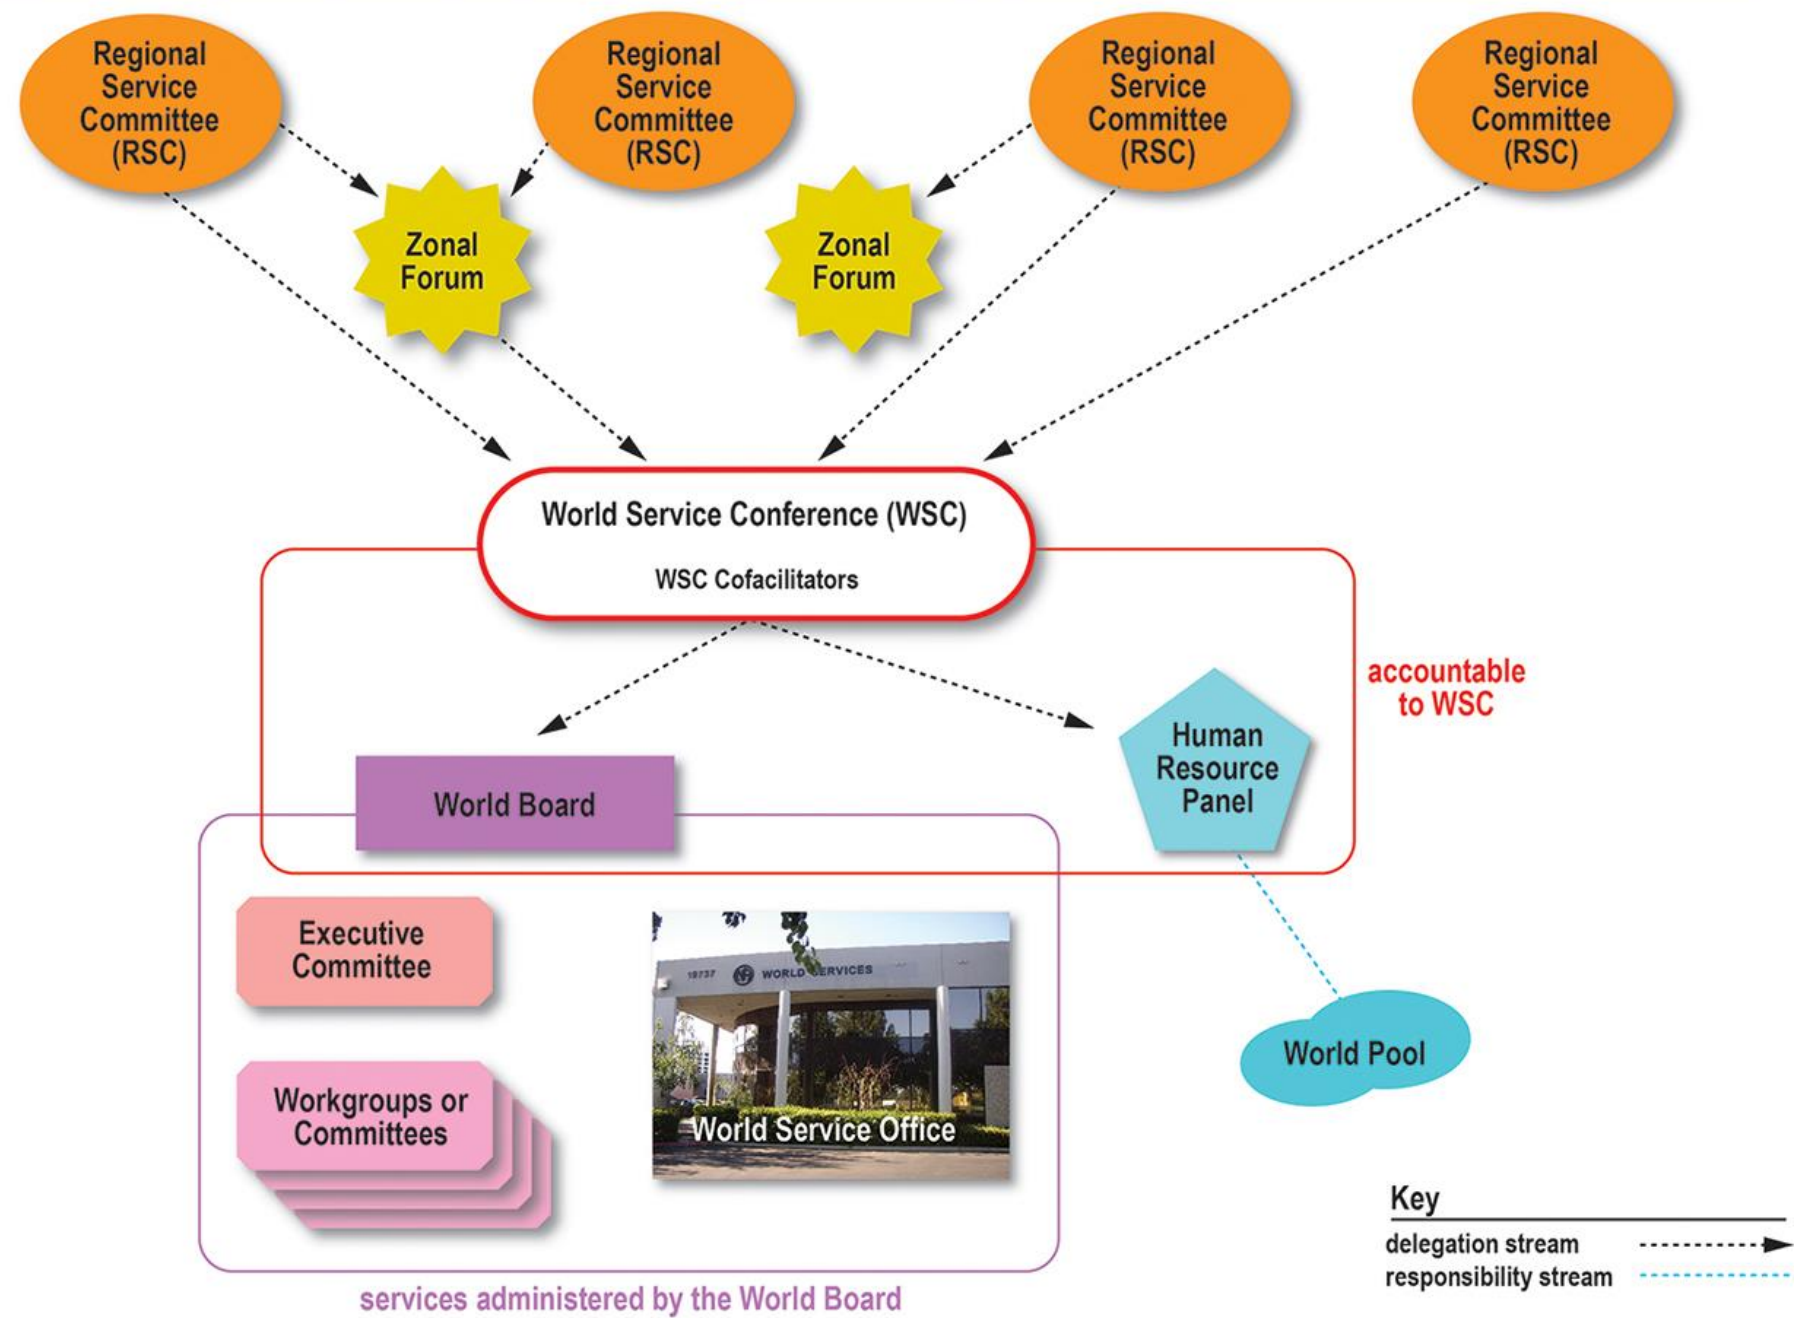 Regional
Service
Committee
(RSC)
Regional
Service
Committee
(RSC)
Regional
Service
Committee
(RSC)
Regional
Service
Committee
(RSC)
Zonal
Forum
Zonal
Forum
World Service Conference (WSC)
WSC Cofacilitators
accountable
to WSC
Human
Resource
Panel
World Board
Executive
Committee
19737 NA WORLD SERVICES
World Service Office
World Pool
Workgroups or
Committees
Key
delegation stream
responsibility stream
services administered by the World Board